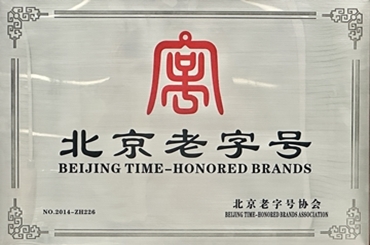 北京老字号
BEIJING TIME-HONORED BRANDS
NO.2014-ZH226
北京老字号协会
BEIJING TIME-HONORED BRANDS ASSOCIATION